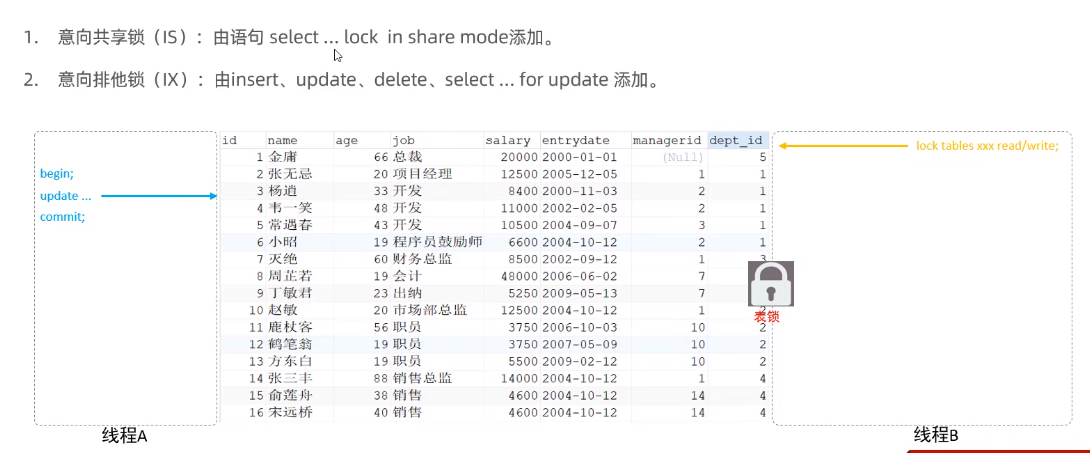 1. 意向共享锁（IS）：由语句 select ... lock in share mode添加。
2. 意向排他锁（IX）：由insert、update、delete、select ... for update 添加。
begin;
update ...
commit;
id name age job salary entrydate managerid dept_id
1 金庸 66 总裁 20000 2000-01-01 (Null) 5
2 张无忌 20 项目经理 12500 2005-12-05 1 1
3 杨逍 33 开发 8400 2000-11-03 2 1
4 韦一笑 48 开发 11000 2002-02-05 2 1
5 常遇春 43 开发 10500 2004-09-07 3 1
6 小昭 19 程序员鼓励师 6600 2004-10-12 2 1
7 灭绝 60 财务总监 8500 2002-09-12 1 3
8 周芷若 19 会计 48000 2006-06-02 7
9 丁敏君 23 出纳 5250 2009-05-13 7
10 赵敏 20 市场部总监 12500 2004-10-12 1 2
11 鹿杖客 56 职员 3750 2006-10-03 10 2
12 鹤笔翁 19 职员 3750 2007-05-09 10 2
13 方东白 19 职员 5500 2009-02-12 10 2
14 张三丰 88 销售总监 14000 2004-10-12 1 4
15 俞莲舟 38 销售 4600 2004-10-12 14 4
16 宋远桥 40 销售 4600 2004-10-12 14 4
表锁
lock tables xxx read/write;
线程A
线程B